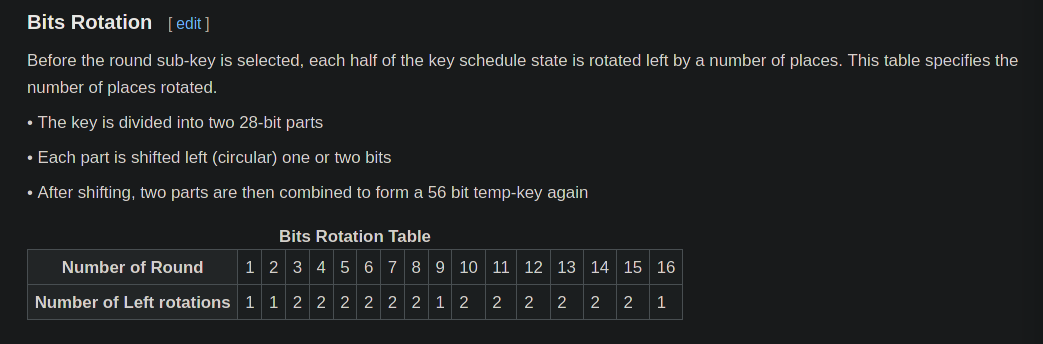 Bits Rotation [ edit ]
Before the round sub-key is selected, each half of the key schedule state is rotated left by a number of places. This table specifies the
number of places rotated.
• The key is divided into two 28-bit parts
• Each part is shifted left (circular) one or two bits
• After shifting, two parts are then combined to form a 56 bit temp-key again
Bits Rotation Table
Number of Round 1 2 3 4 5 6 7 8 9 10 11 12 13 14 15 16
Number of Left rotations 1 1 2 2 2 2 2 2 1 2 2 2 2 2 2 1